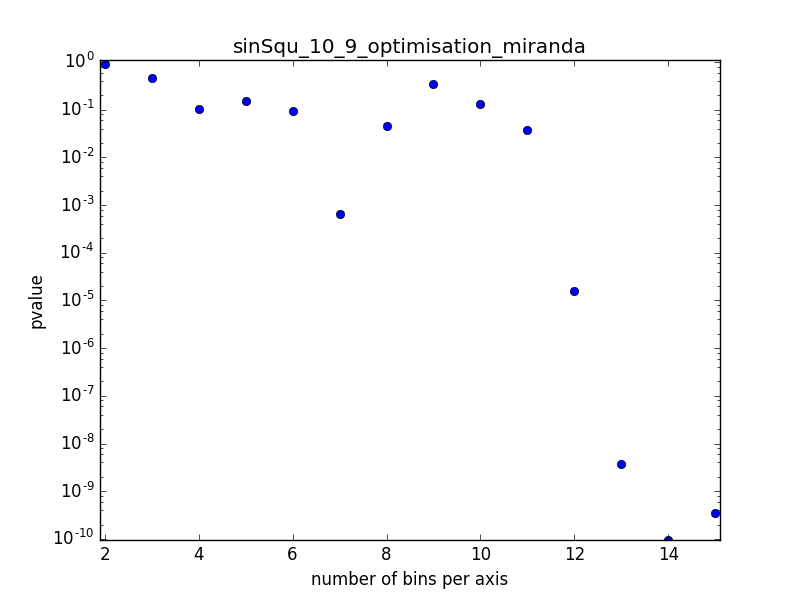 sinSqu_10_9_optimisation_miranda
10^0
10^-1
10^-2
10^-3
10^-4
10^-5
10^-6
10^-7
10^-8
10^-9
10^-10
pvalue
2 4 6 8 10 12 14
number of bins per axis